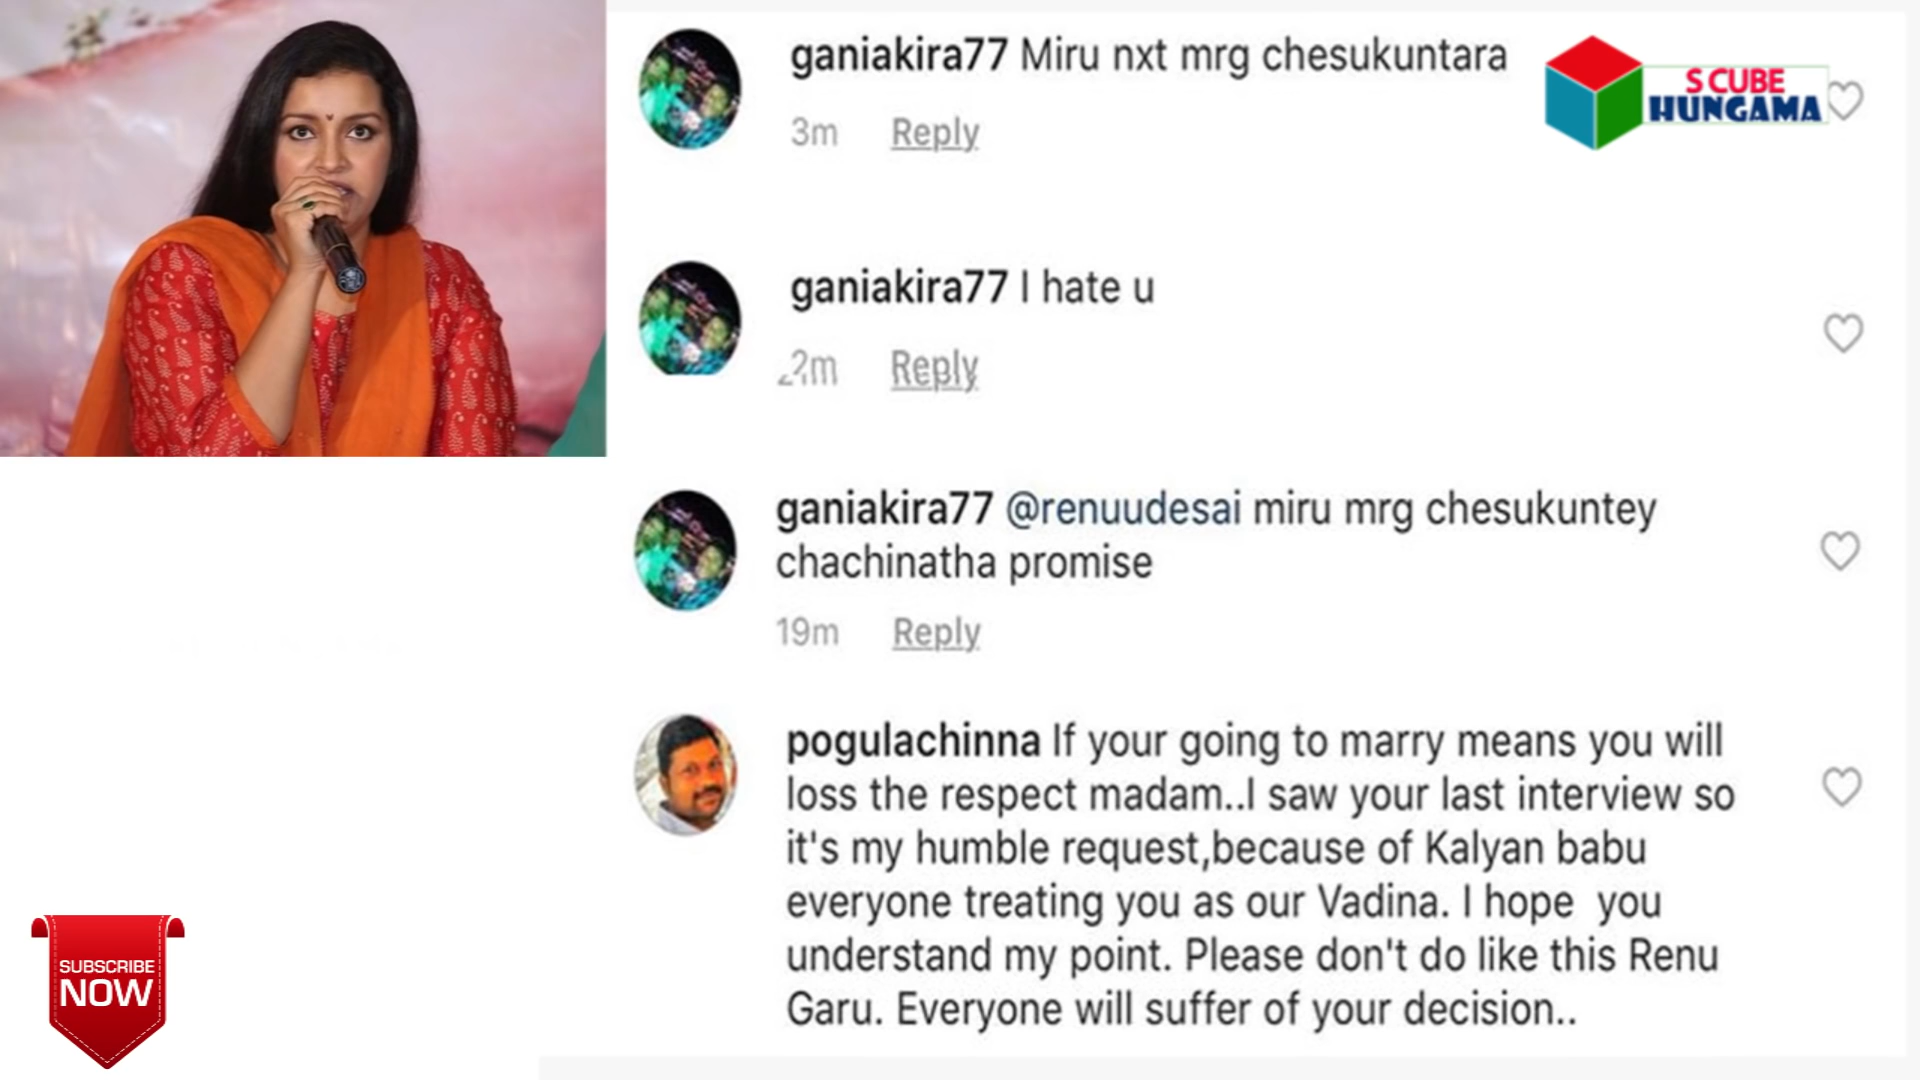 ganiakira77 Miru nxt mrg chesukuntara
3m Reply
S CUBE
HUNGAMA
ganiakira77 I hate u
2m Reply
ganiakira77 @renuudesai miru mrg chesukuntey
chachinatha promise
19m Reply
pogulachinna If your going to marry means you will
loss the respect madam..I saw your last interview so
it's my humble request,because of Kalyan babu
everyone treating you as our Vadina. I hope  you
understand my point. Please don't do like this Renu
Garu. Everyone will suffer of your decision..
SUBSCRIBE
NOW